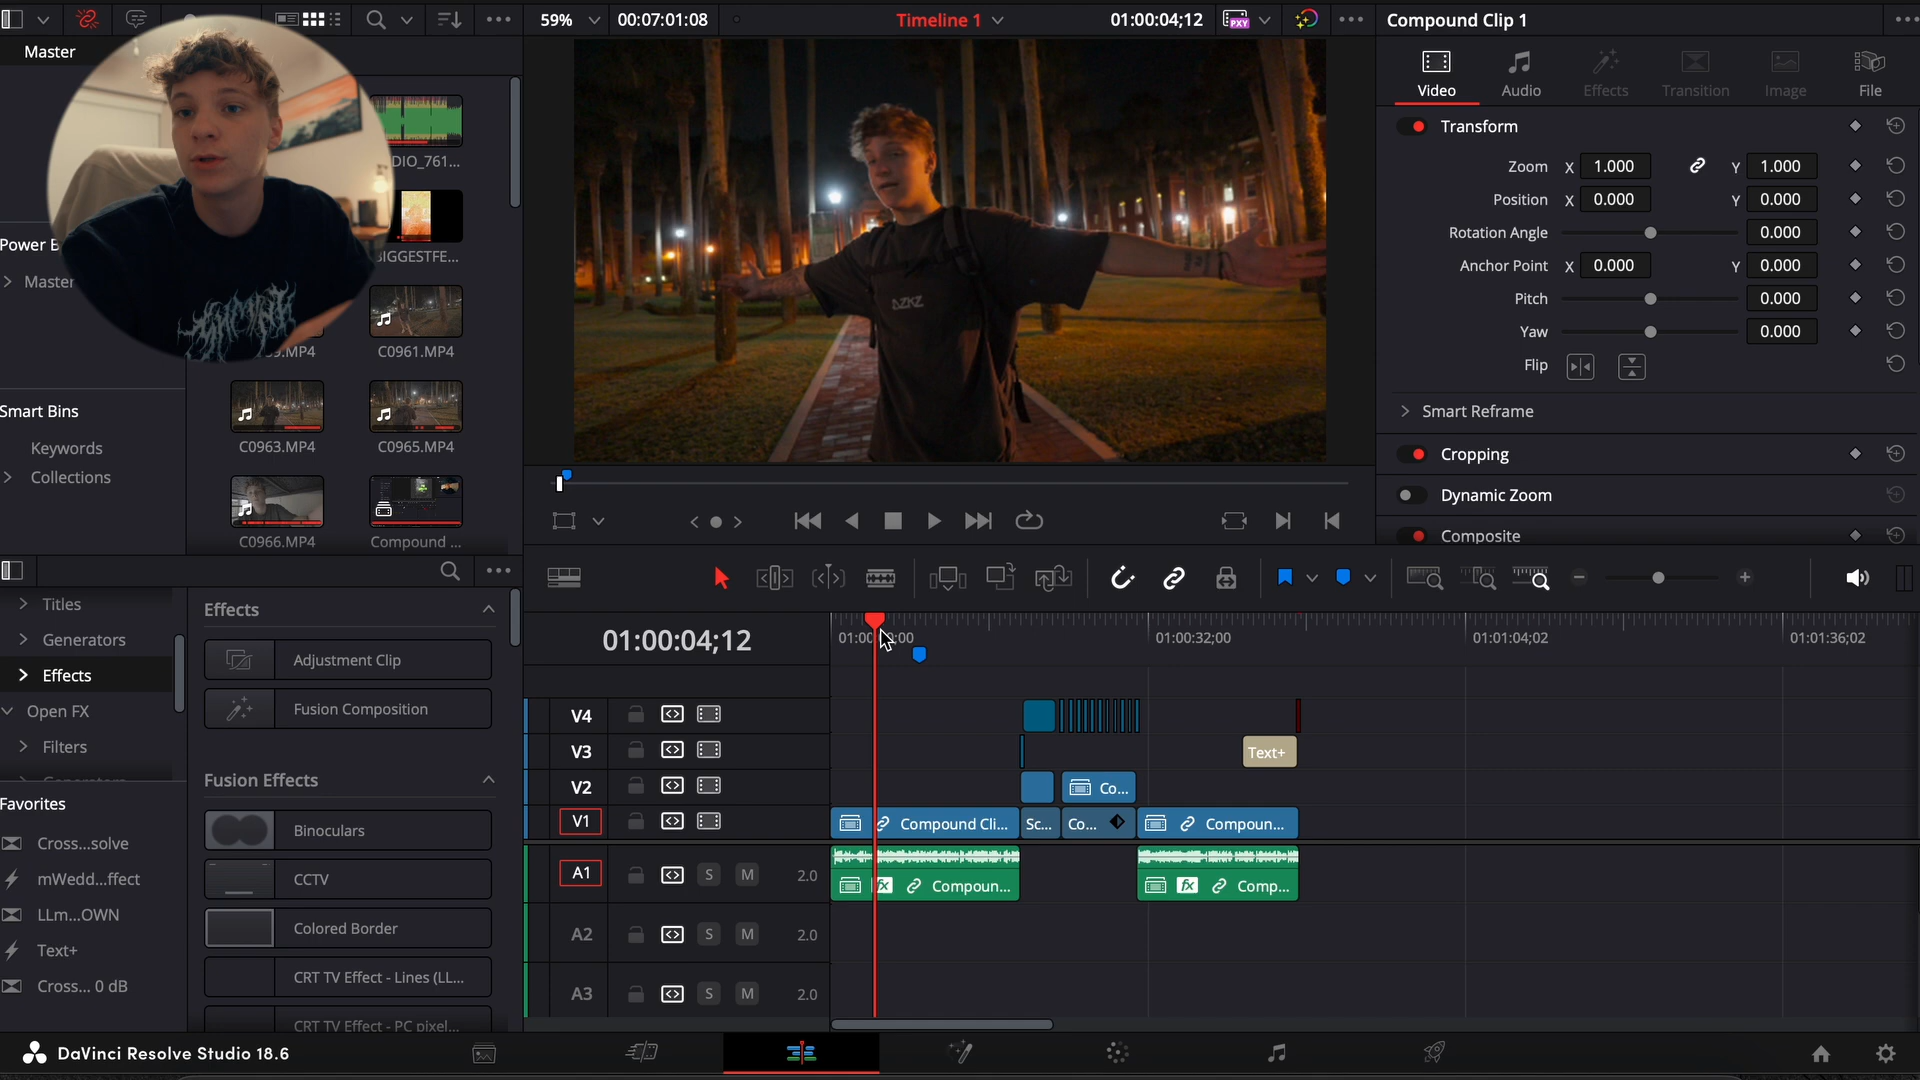 59%
00:07:01:08
Timeline 1
01:00:04;12
PXY
Compound Clip 1
Master
Video
Audio
Effects
Transition
Image
File
DIO_761...
Transform
Zoom X 1.000 Y 1.000
Position X 0.000 Y 0.000
Rotation Angle 0.000
Anchor Point X 0.000 Y 0.000
Pitch 0.000
Yaw 0.000
Flip
Smart Reframe
Cropping
Dynamic Zoom
Composite
Power B
IGGESTFE...
Master
.MP4
C0961.MP4
AZKZ
Smart Bins
Keywords
Collections
C0963.MP4
C0965.MP4
C0966.MP4
Compound ...
Titles
Generators
Effects
Open FX
Filters
Favorites
Cross...solve
mWedd...ffect
LLm...OWN
Text+
Cross... 0 dB
Effects
Adjustment Clip
Fusion Composition
Fusion Effects
Binoculars
CCTV
Colored Border
CRT TV Effect - Lines (LL...
CRT TV Effect - PC pixel...
01:00:04;12
01:00:32;00
01:01:04;02
01:01:36;02
V4
V3
Text+
V2
Co...
V1
Compound Cli...
Sc...
Co...
Compoun...
A1 S M 2.0
fx Compoun...
fx Comp...
A2 S M 2.0
A3 S M 2.0
DaVinci Resolve Studio 18.6